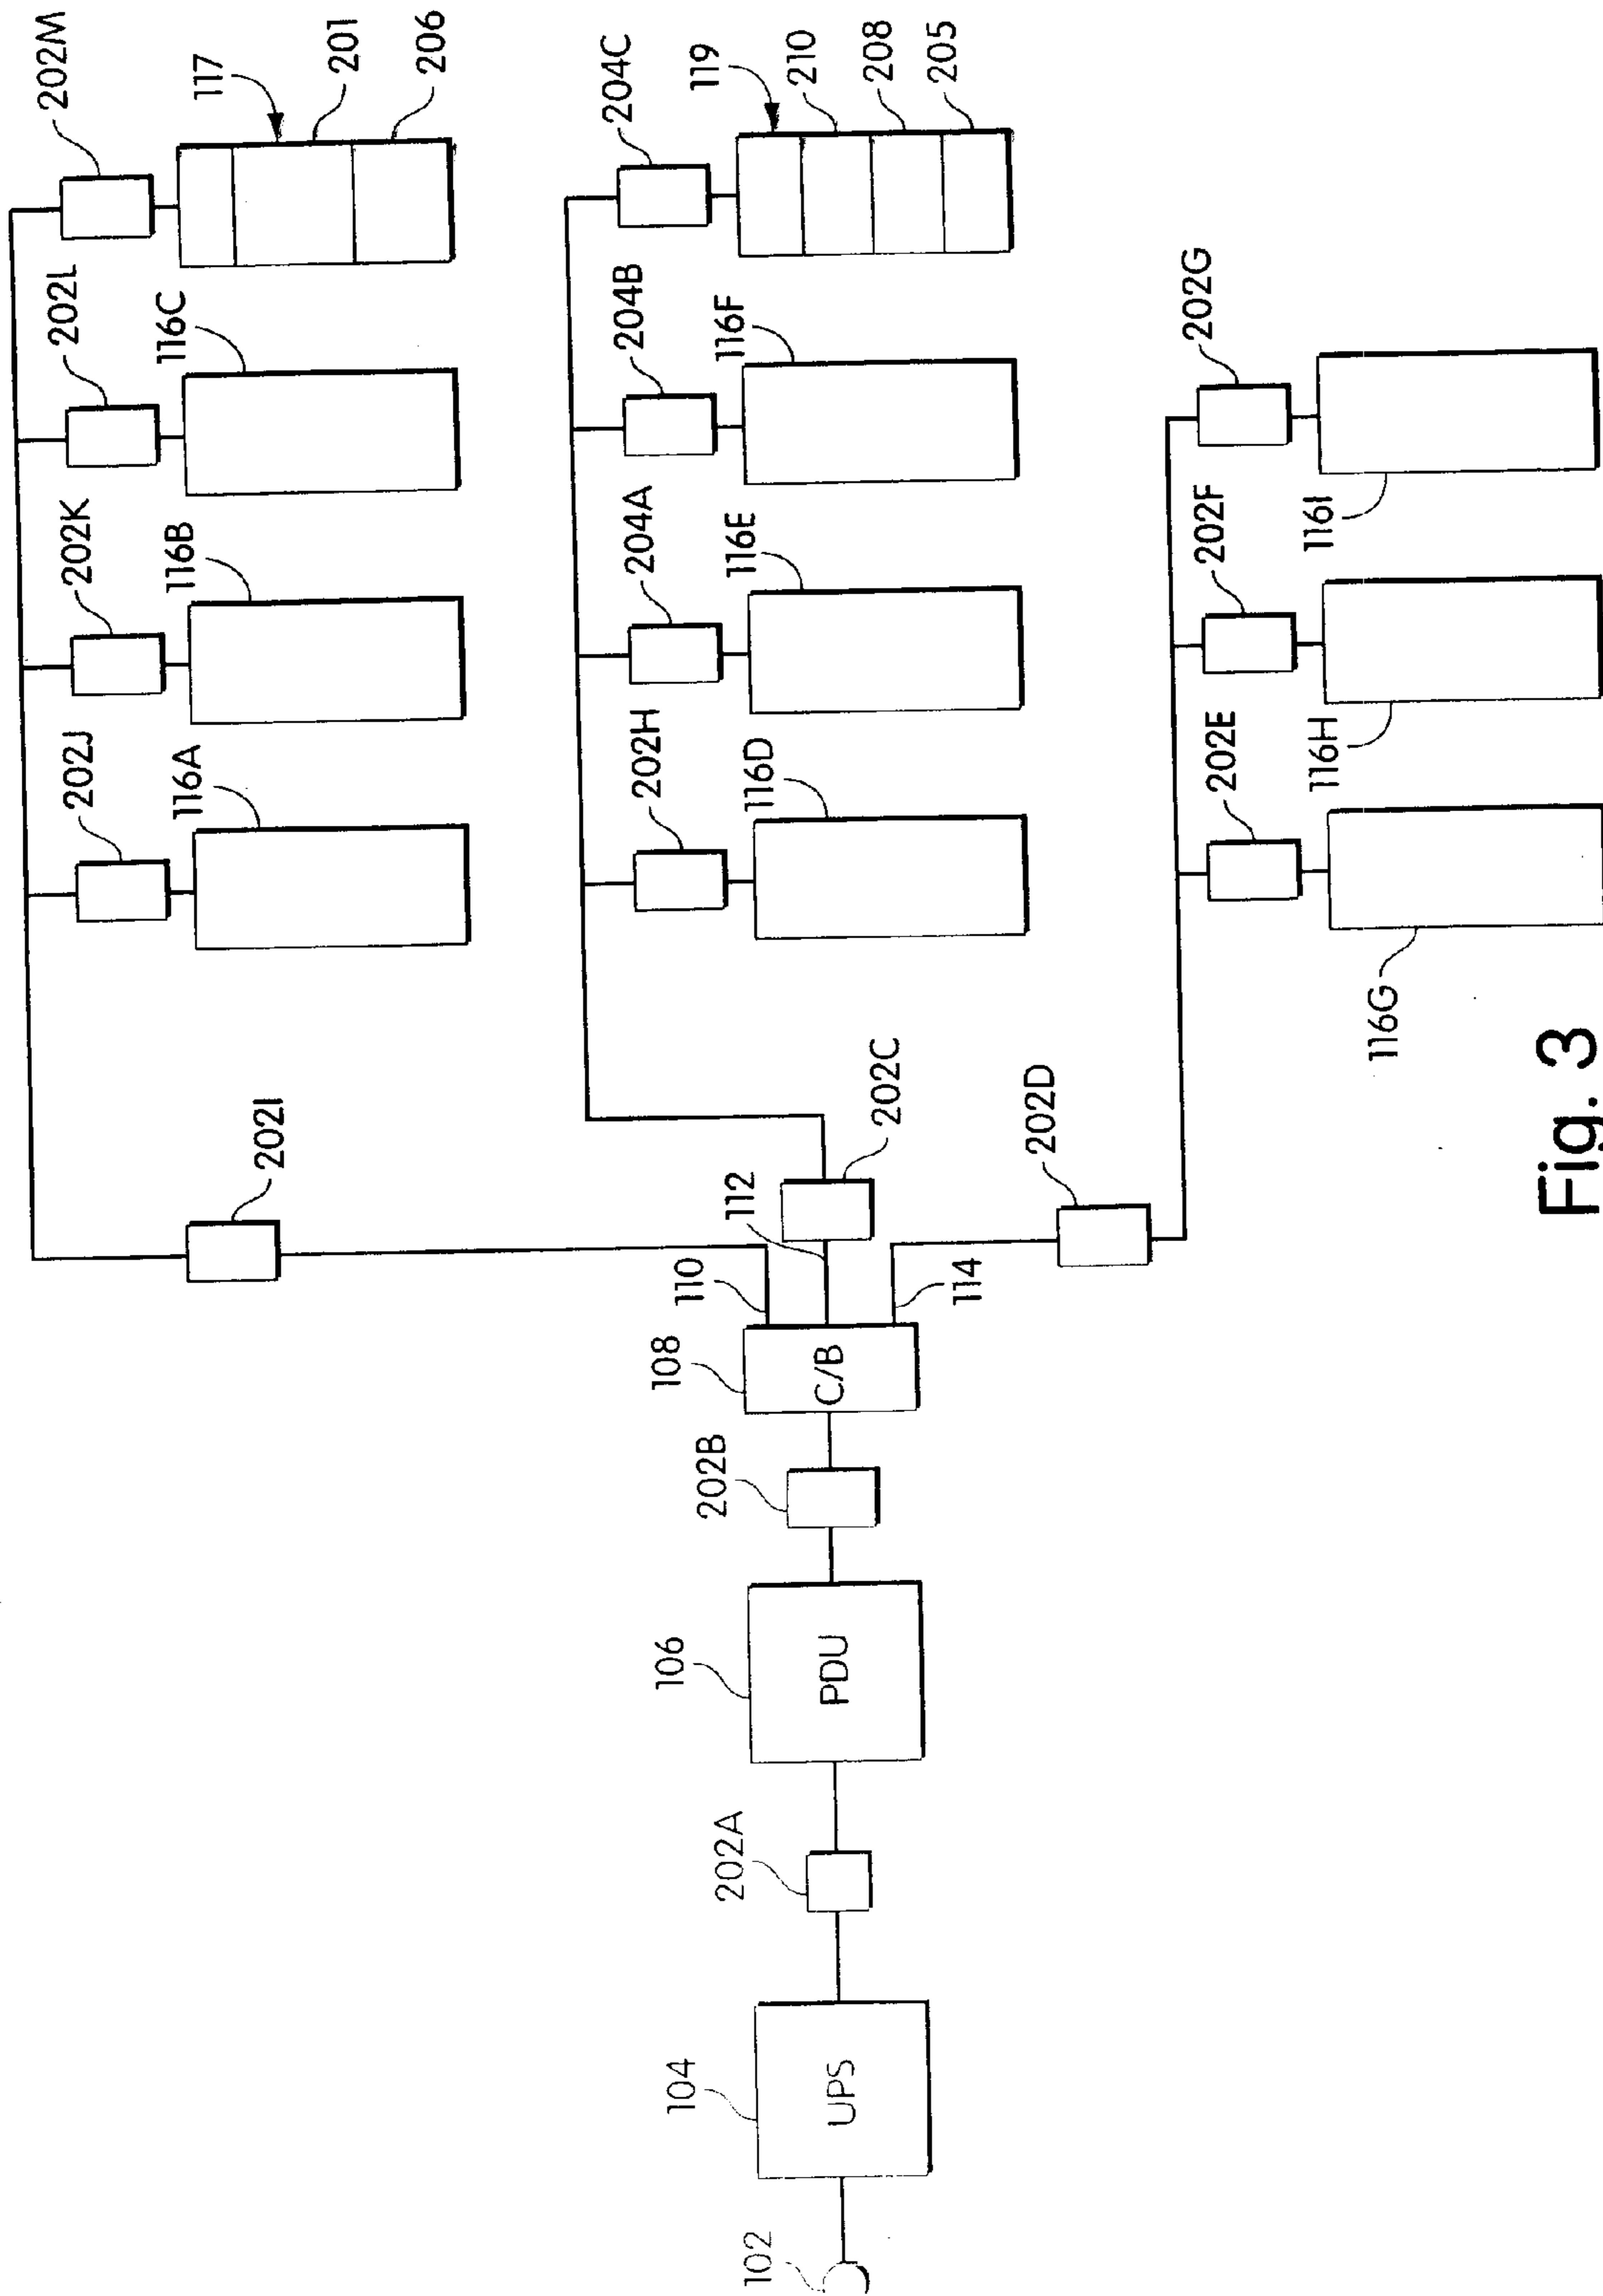 202M
117
201
206
202L
116C
202K
116B
202J
116A
202I
204C
119
210
208
205
204B
116F
204A
116E
202H
116D
202C
112
110
114
108
C/B
202B
106
PDU
202A
104
UPS
102
202G
116I
202F
116H
202E
116G
202D
Fig. 3